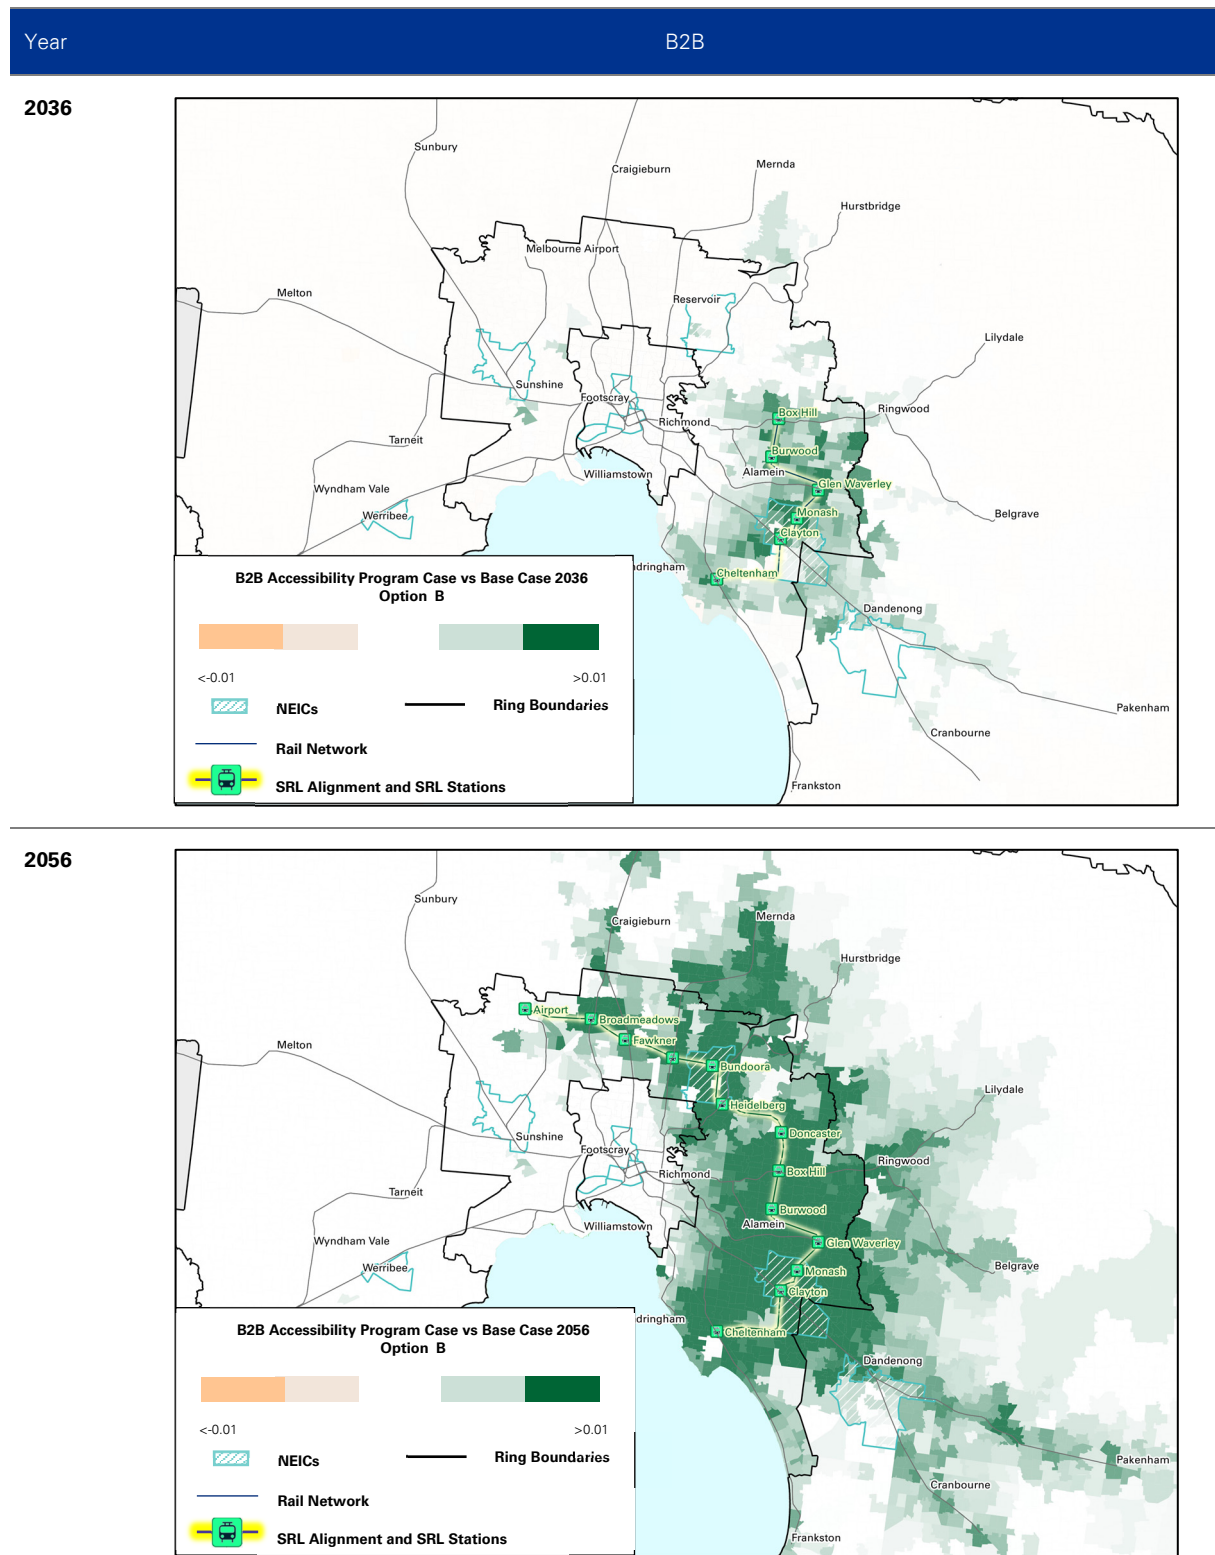 Year B2B
2036
Sunbury
Craigieburn
Mernda
Hurstbridge
Melbourne Airport
Melton
Reservoir
Lilydale
Sunshine
Footscray
Box Hill
Ringwood
Richmond
Tarneit
Burwood
Alamein
Williamstown
Glen Waverley
Wyndham Vale
Werribee
Monash
Belgrave
Clayton
ndringham
Cheltenham
Dandenong
Pakenham
Cranbourne
Frankston
B2B Accessibility Program Case vs Base Case 2036
Option B
<-0.01 >0.01
NEICs Ring Boundaries
Rail Network
SRL Alignment and SRL Stations
2056
Sunbury
Craigieburn
Mernda
Hurstbridge
Airport
Broadmeadows
Fawkner
Melton
Bundoora
Lilydale
Heidelberg
Sunshine
Doncaster
Footscray
Ringwood
Richmond
Box Hill
Tarneit
Burwood
Alamein
Williamstown
Wyndham Vale
Glen Waverley
Werribee
Monash
Belgrave
Clayton
dringham
Cheltenham
Dandenong
Pakenham
Cranbourne
Frankston
B2B Accessibility Program Case vs Base Case 2056
Option B
<-0.01 >0.01
NEICs Ring Boundaries
Rail Network
SRL Alignment and SRL Stations